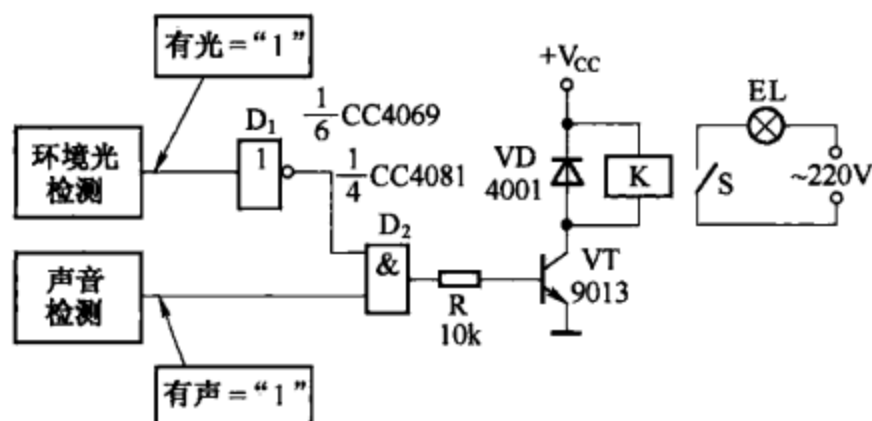 有光=“1”
+V_CC
EL
D₁
1/6 CC4069
环境光
检测
1
1/4 CC4081
VD
4001
K
S
~220V
D₂
&
声音
检测
R
10k
VT
9013
有声=“1”